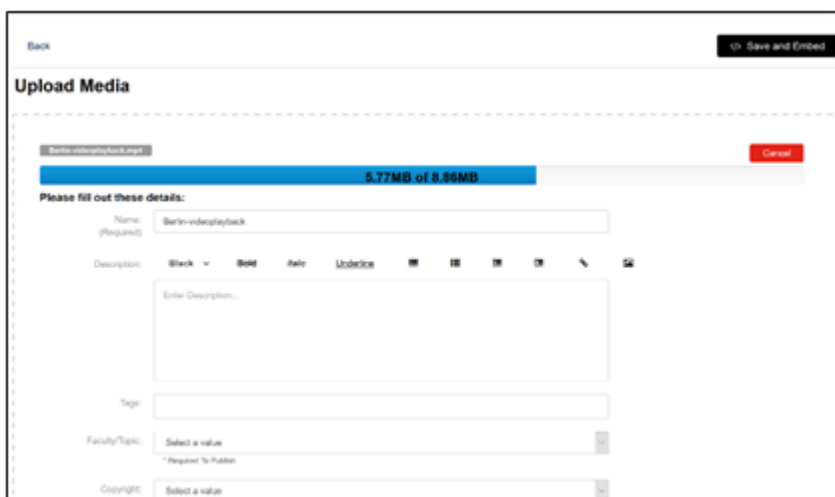 Back
</> Save and Embed
Upload Media
Berlin-videoplayback.mp4
Cancel
5.77MB of 8.86MB
Please fill out these details:
Name:
(Required)
Berlin-videoplayback
Description:
Black Bold Italic Underline
Enter Description...
Tags:
Faculty/Topic:
Select a value
* Required To Publish
Copyright:
Select a value